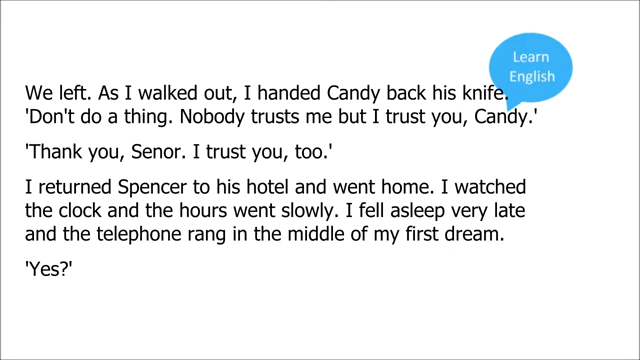 Learn
English
We left. As I walked out, I handed Candy back his knife.
'Don't do a thing. Nobody trusts me but I trust you, Candy.'
'Thank you, Senor. I trust you, too.'
I returned Spencer to his hotel and went home. I watched
the clock and the hours went slowly. I fell asleep very late
and the telephone rang in the middle of my first dream.
'Yes?'